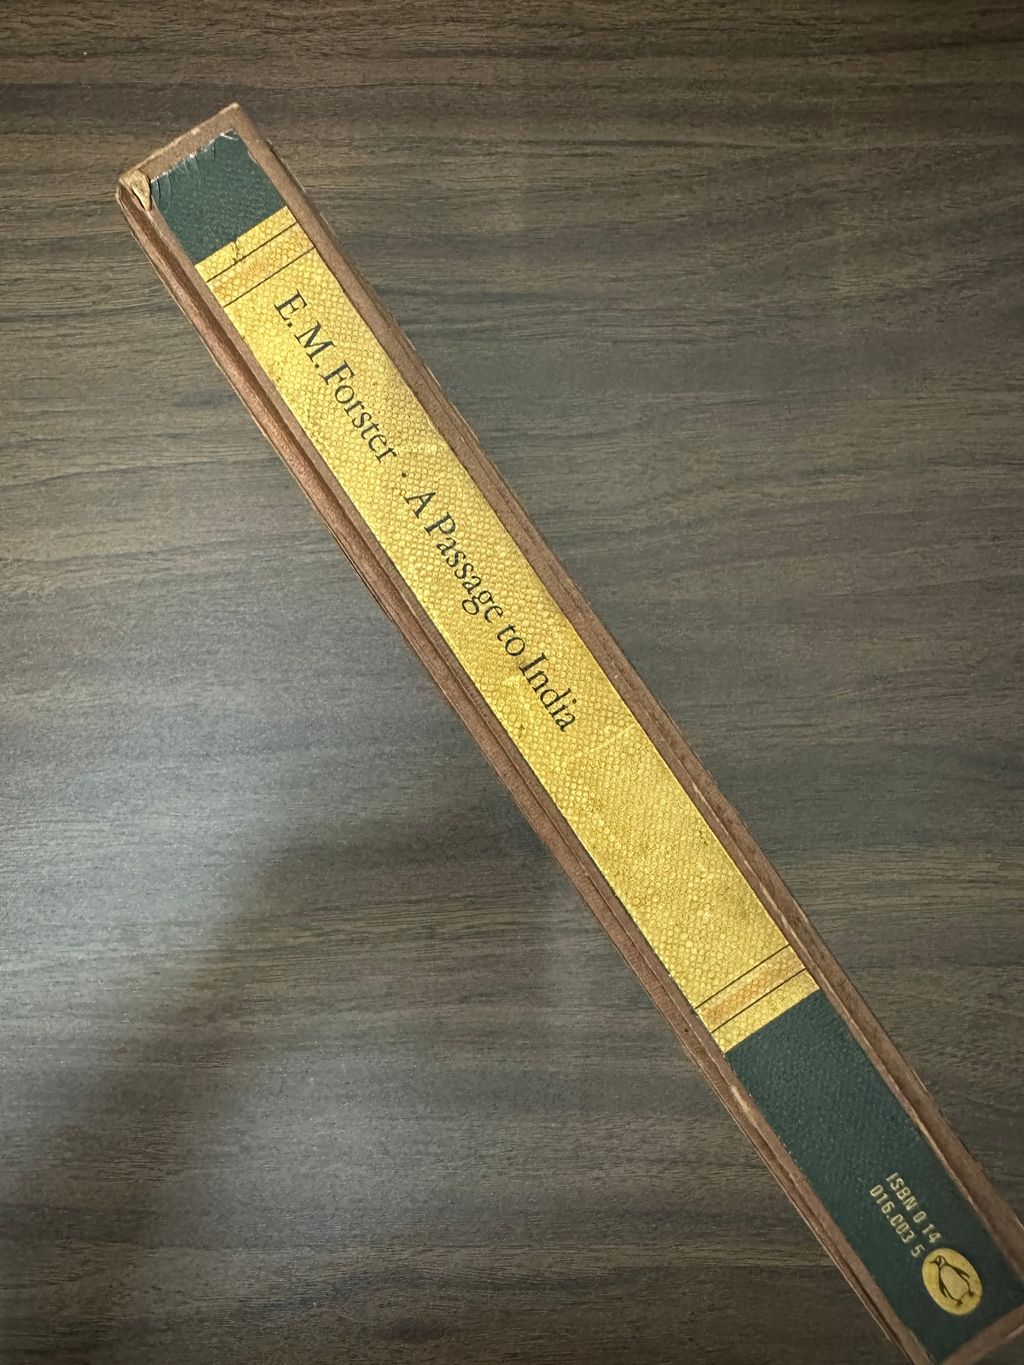 E. M. Forster · A Passage to India
ISBN 0 14
016.003 5